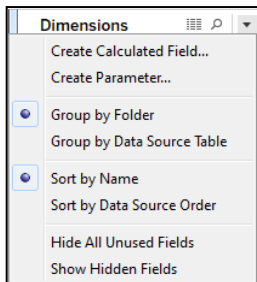 Dimensions
Create Calculated Field...
Create Parameter...
Group by Folder
Group by Data Source Table
Sort by Name
Sort by Data Source Order
Hide All Unused Fields
Show Hidden Fields